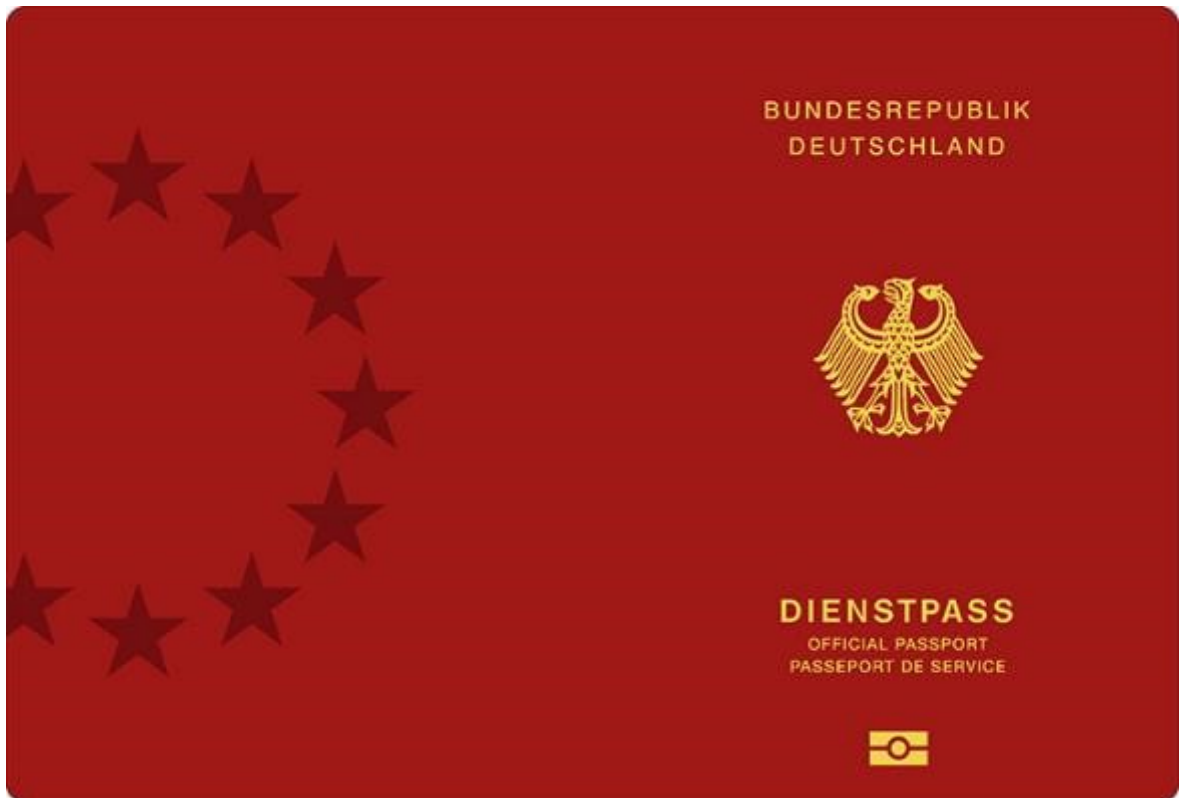 BUNDESREPUBLIK
DEUTSCHLAND
DIENSTPASS
OFFICIAL PASSPORT
PASSEPORT DE SERVICE